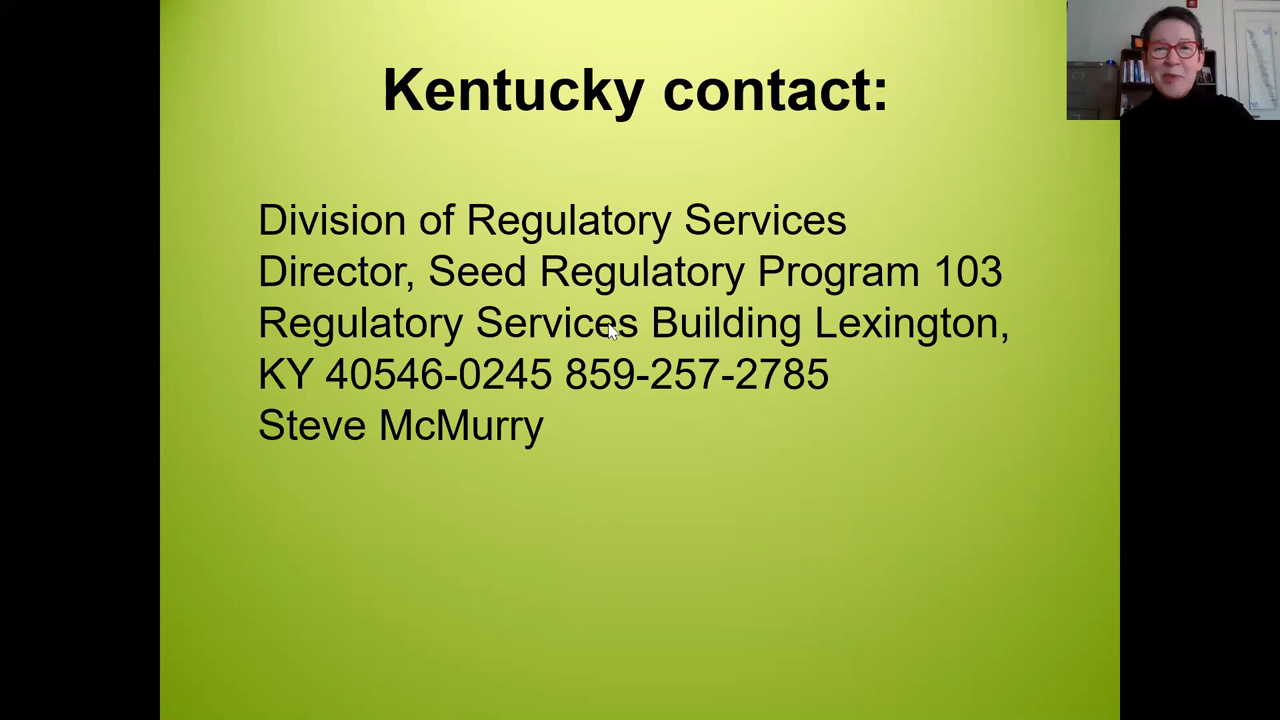 Kentucky contact:
Division of Regulatory Services
Director, Seed Regulatory Program 103
Regulatory Services Building Lexington,
KY 40546-0245 859-257-2785
Steve McMurry